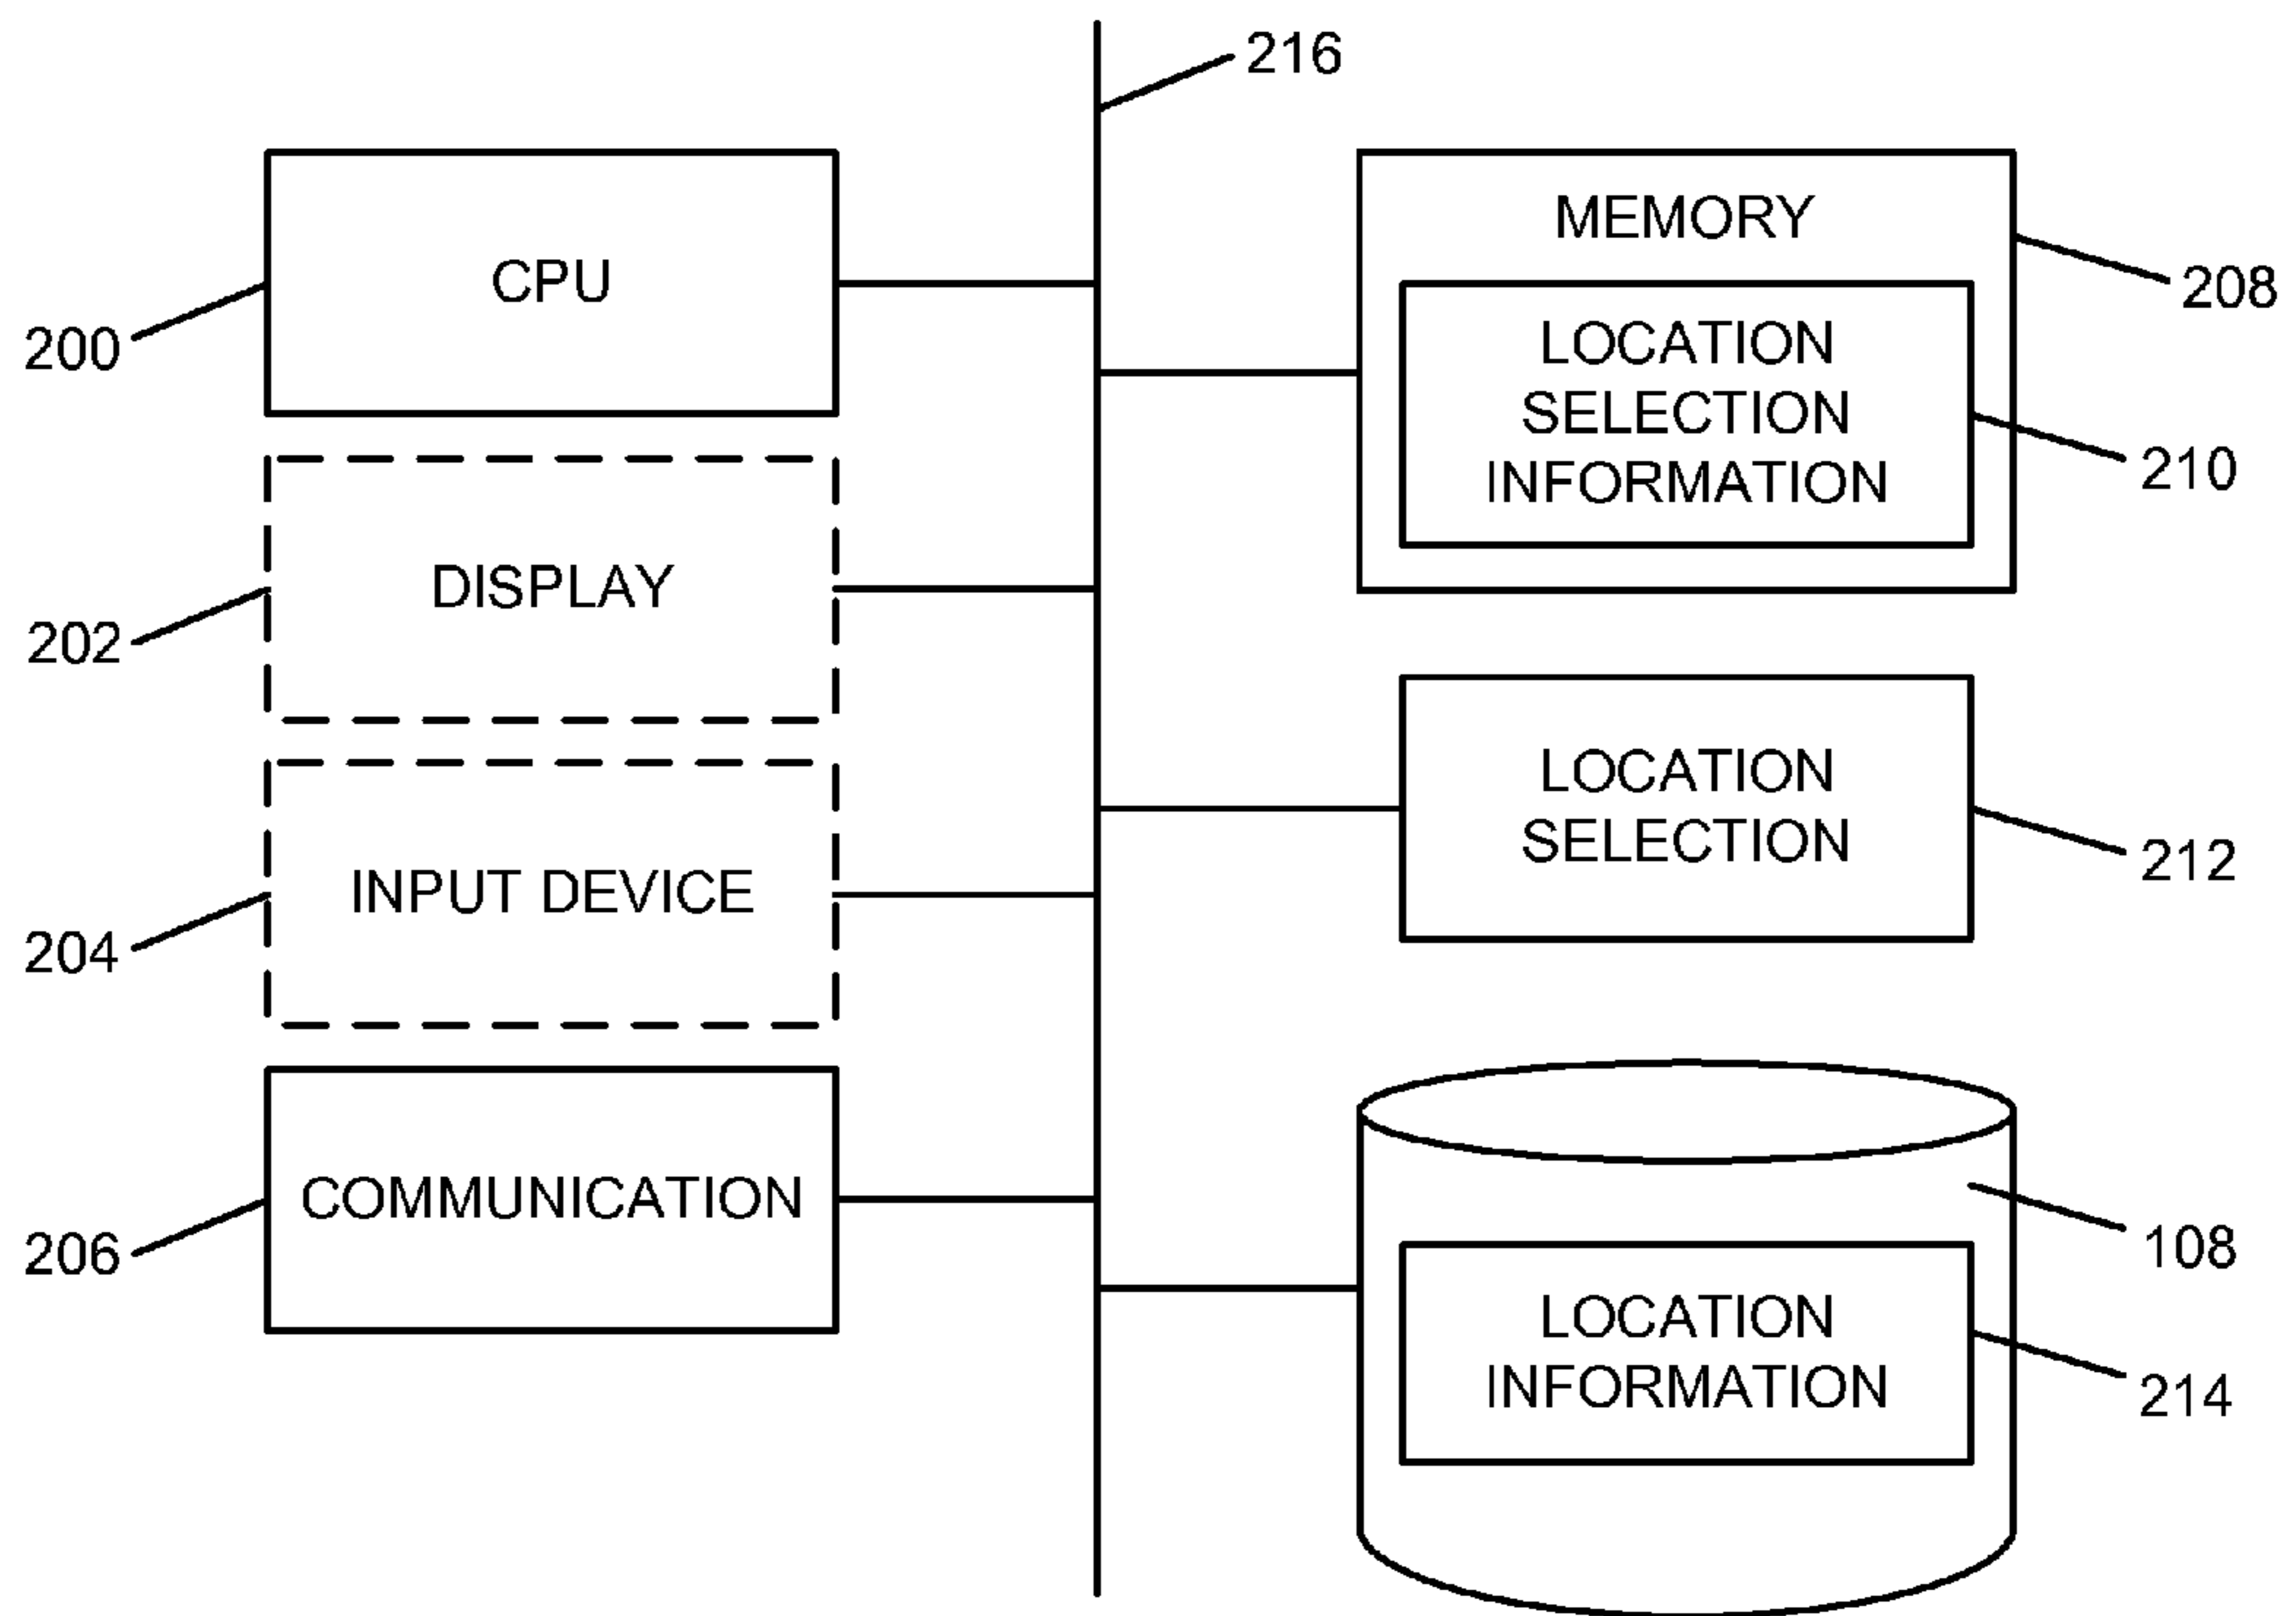 216
CPU
200
MEMORY
208
LOCATION
SELECTION
INFORMATION
210
DISPLAY
202
LOCATION
SELECTION
212
INPUT DEVICE
204
COMMUNICATION
206
108
LOCATION
INFORMATION
214